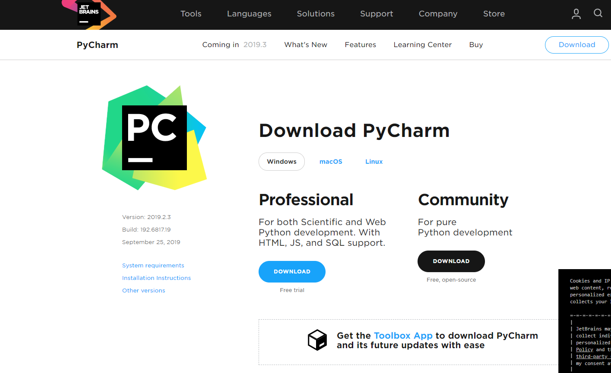 JET
BRAINS
Tools Languages Solutions Support Company Store
PyCharm
Coming in 2019.3 What's New Features Learning Center Buy Download
PC
Download PyCharm
Windows macOS Linux
Professional
For both Scientific and Web
Python development. With
HTML, JS, and SQL support.
DOWNLOAD
Free trial
Community
For pure
Python development
DOWNLOAD
Free, open-source
Version: 2019.2.3
Build: 192.6817.19
September 25, 2019
System requirements
Installation Instructions
Other versions
Get the Toolbox App to download PyCharm
and its future updates with ease
Cookies and IP
web content, r
personalized e
collects your
JetBrains ma
collect indi
personalized
Policy and t
third-party
my consent a